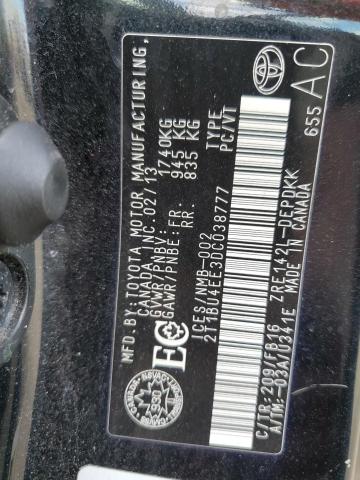 MFD.BY:TOYOTA MOTOR MANUFACTURING,
CANADA, INC. 02/13
GVWR/PNBV: 1740KG
GAWR/PNBE:FR. 945 KG
RR. 835 KG
ICES/NMB-002 TYPE
2T1BU4EE3DC038777 PC/VT
C/TR:209/FB16 ZRE142L-DEPDKK
A/TM:-03A/U341E MADE IN CANADA
655
AC
930